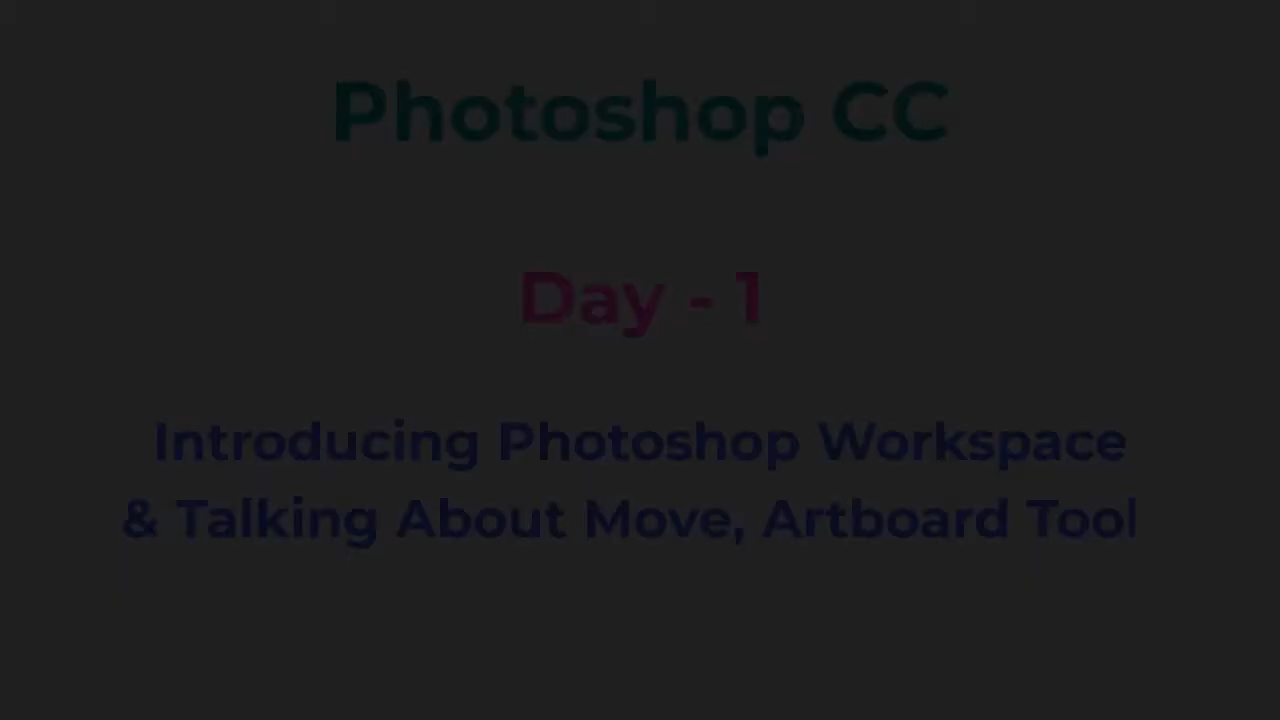 Photoshop CC
Day - 1
Introducing Photoshop Workspace
& Talking About Move, Artboard Tool